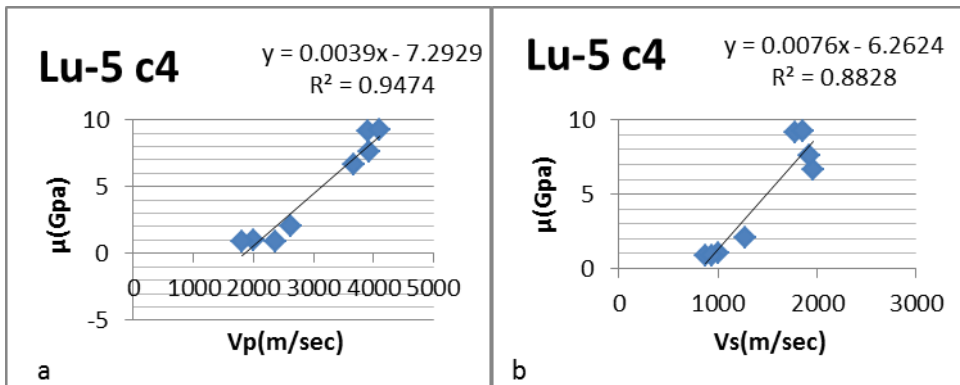 Lu-5 c4
y = 0.0039x - 7.2929
R² = 0.9474
10
5
0
-5
0 1000 2000 3000 4000 5000
μ(Gpa)
Vp(m/sec)
a
Lu-5 c4
y = 0.0076x - 6.2624
R² = 0.8828
10
5
0
0 1000 2000 3000
μ(Gpa)
Vs(m/sec)
b